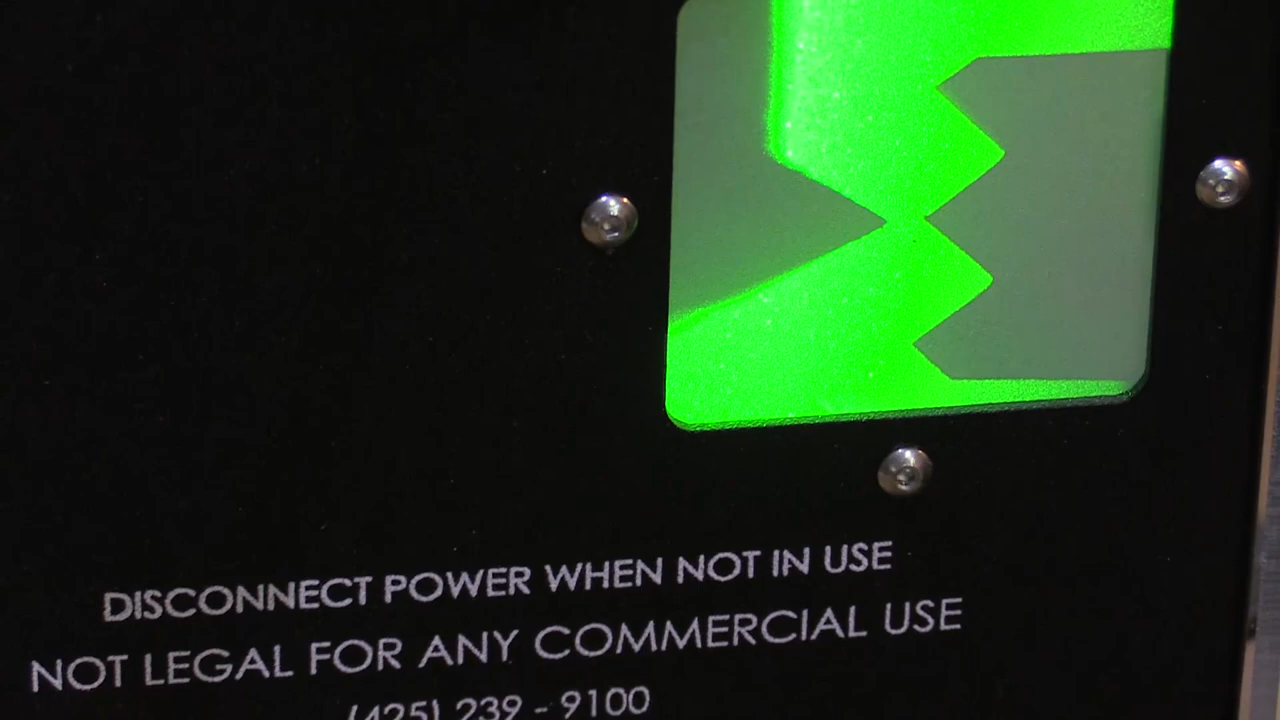 DISCONNECT POWER WHEN NOT IN USE
NOT LEGAL FOR ANY COMMERCIAL USE
(425) 239 - 9100